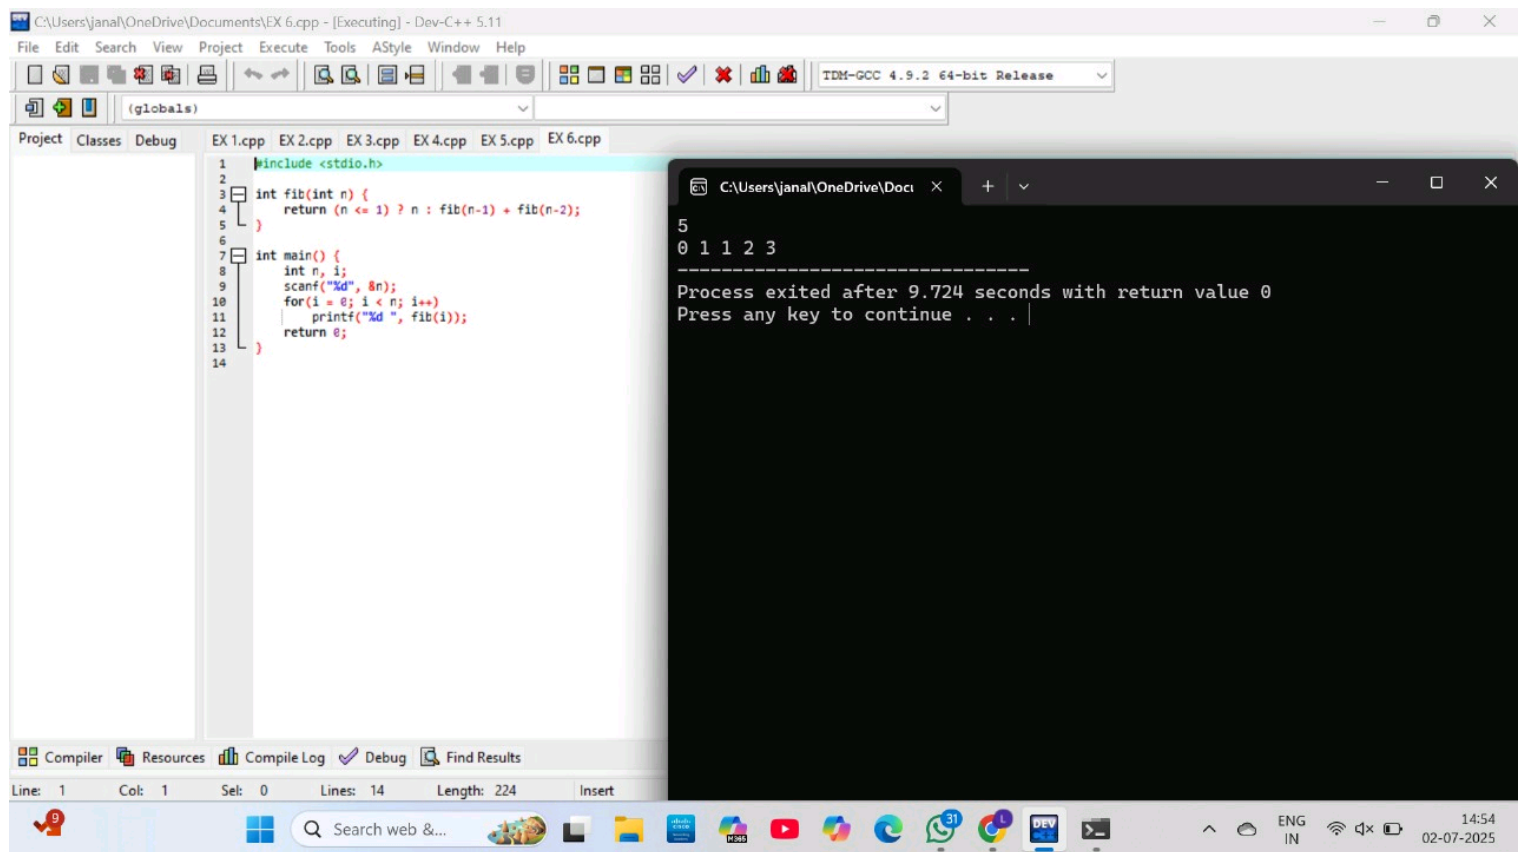 C:\Users\janal\OneDrive\Documents\EX 6.cpp - [Executing] - Dev-C++ 5.11
File Edit Search View Project Execute Tools AStyle Window Help
TDM-GCC 4.9.2 64-bit Release
(globals)
Project Classes Debug
EX 1.cpp EX 2.cpp EX 3.cpp EX 4.cpp EX 5.cpp EX 6.cpp
1 #include <stdio.h>
2
3 int fib(int n) {
4 return (n <= 1) ? n : fib(n-1) + fib(n-2);
5 }
6
7 int main() {
8 int n, i;
9 scanf("%d", &n);
10 for(i = 0; i < n; i++)
11 printf("%d ", fib(i));
12 return 0;
13 }
14
C:\Users\janal\OneDrive\Docu
5
0 1 1 2 3
--------------------------------
Process exited after 9.724 seconds with return value 0
Press any key to continue . . .
Compiler Resources Compile Log Debug Find Results
Line: 1 Col: 1 Sel: 0 Lines: 14 Length: 224 Insert
9
Search web &...
M365
31
L
DEV
ENG
IN
14:54
02-07-2025